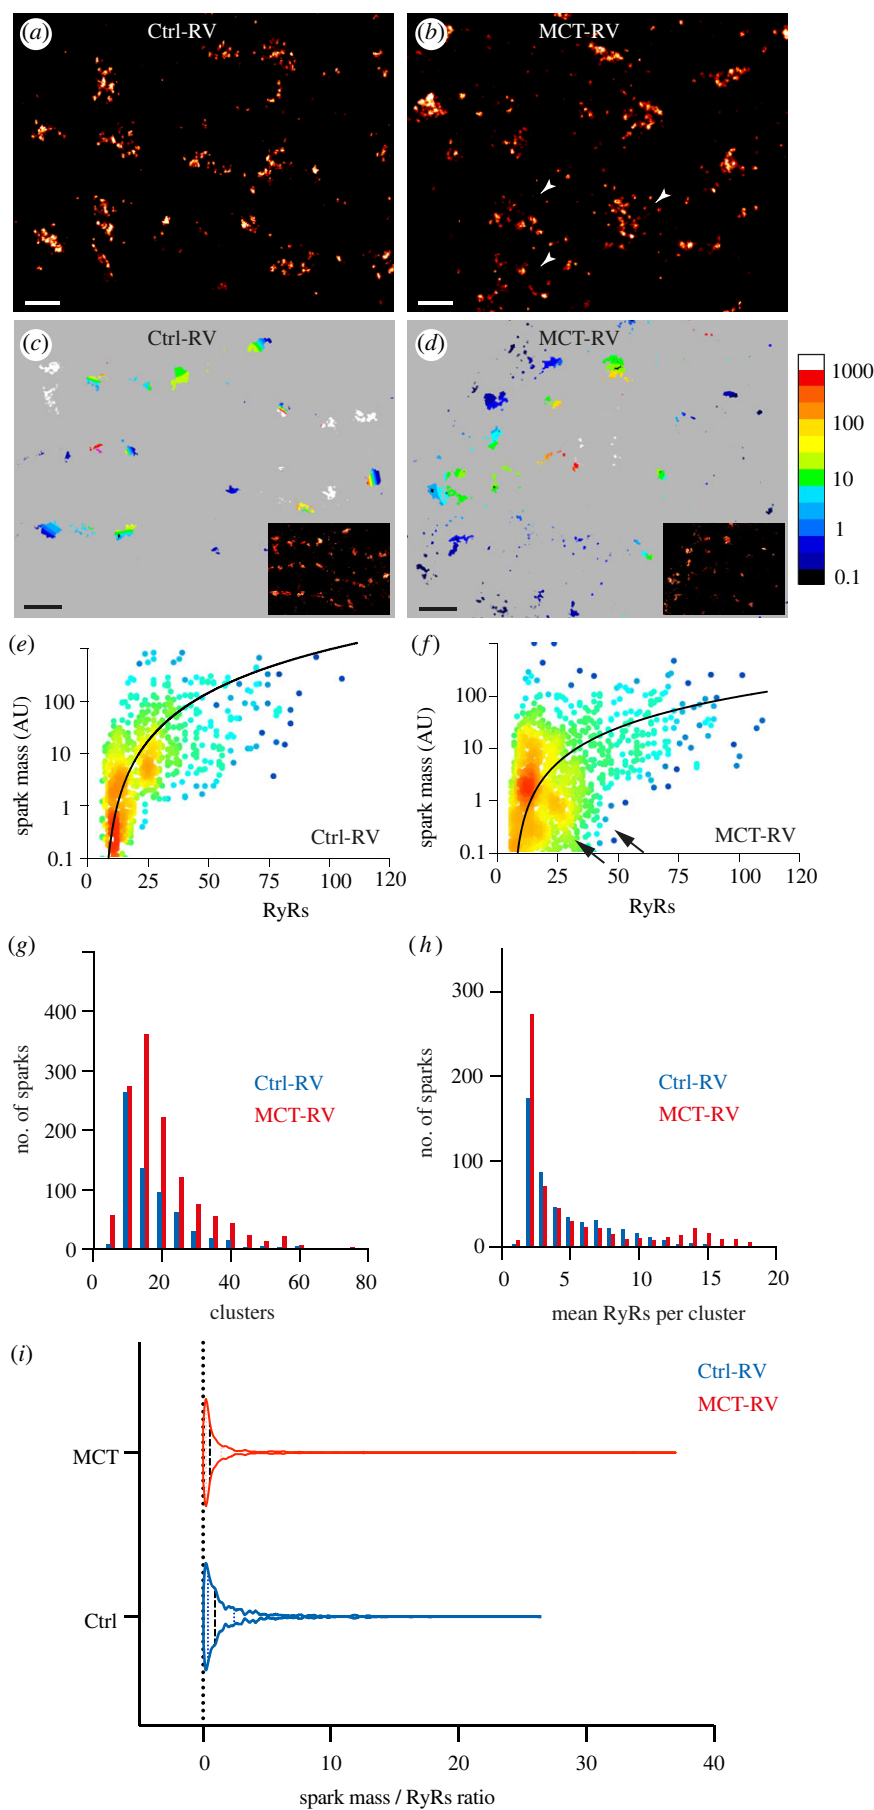 (a)
Ctrl-RV
(b)
MCT-RV
(c)
Ctrl-RV
(d)
MCT-RV
1000
100
10
1
0.1
(e)
spark mass (AU)
100
10
1
0.1
Ctrl-RV
0 25 50 75 100 120
RyRs
(f)
spark mass (AU)
100
10
1
0.1
MCT-RV
0 25 50 75 100 120
RyRs
(g)
no. of sparks
400
300
200
100
0
Ctrl-RV
MCT-RV
0 20 40 60 80
clusters
(h)
no. of sparks
300
200
100
0
Ctrl-RV
MCT-RV
0 5 10 15 20
mean RyRs per cluster
(i)
Ctrl-RV
MCT-RV
MCT
Ctrl
0 10 20 30 40
spark mass / RyRs ratio